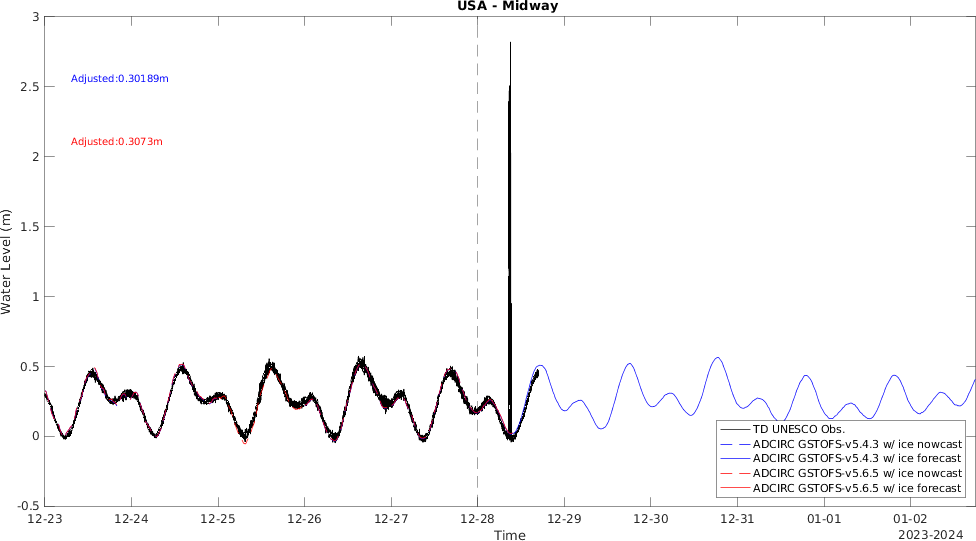 USA - Midway
3
2.5
2
1.5
1
0.5
0
-0.5
Water Level (m)
Adjusted:0.30189m
Adjusted:0.3073m
TD UNESCO Obs.
ADCIRC GSTOFS-v5.4.3 w/ ice nowcast
ADCIRC GSTOFS-v5.4.3 w/ ice forecast
ADCIRC GSTOFS-v5.6.5 w/ ice nowcast
ADCIRC GSTOFS-v5.6.5 w/ ice forecast
12-23 12-24 12-25 12-26 12-27 12-28 12-29 12-30 12-31 01-01 01-02
Time
2023-2024